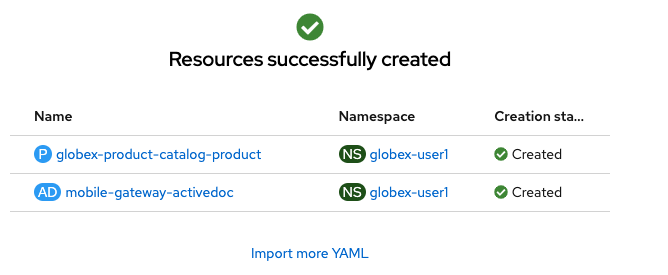 Resources successfully created
Name Namespace Creation sta...
P globex-product-catalog-product NS globex-user1 Created
AD mobile-gateway-activedoc NS globex-user1 Created
Import more YAML